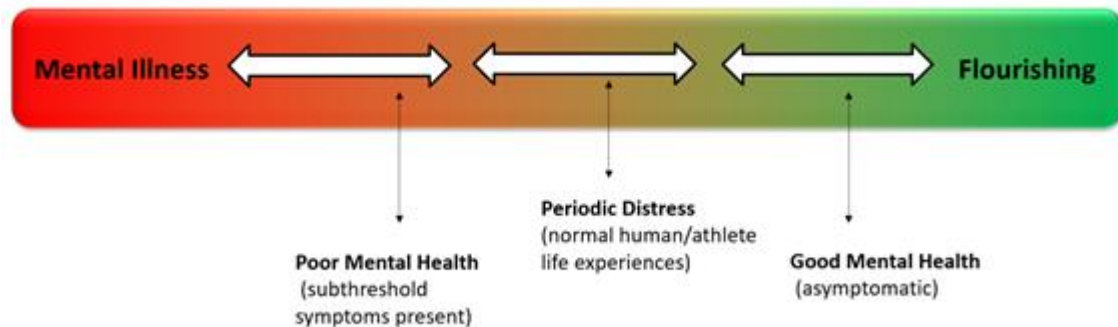 Mental Illness
Flourishing
Poor Mental Health
(subthreshold
symptoms present)
Periodic Distress
(normal human/athlete
life experiences)
Good Mental Health
(asymptomatic)